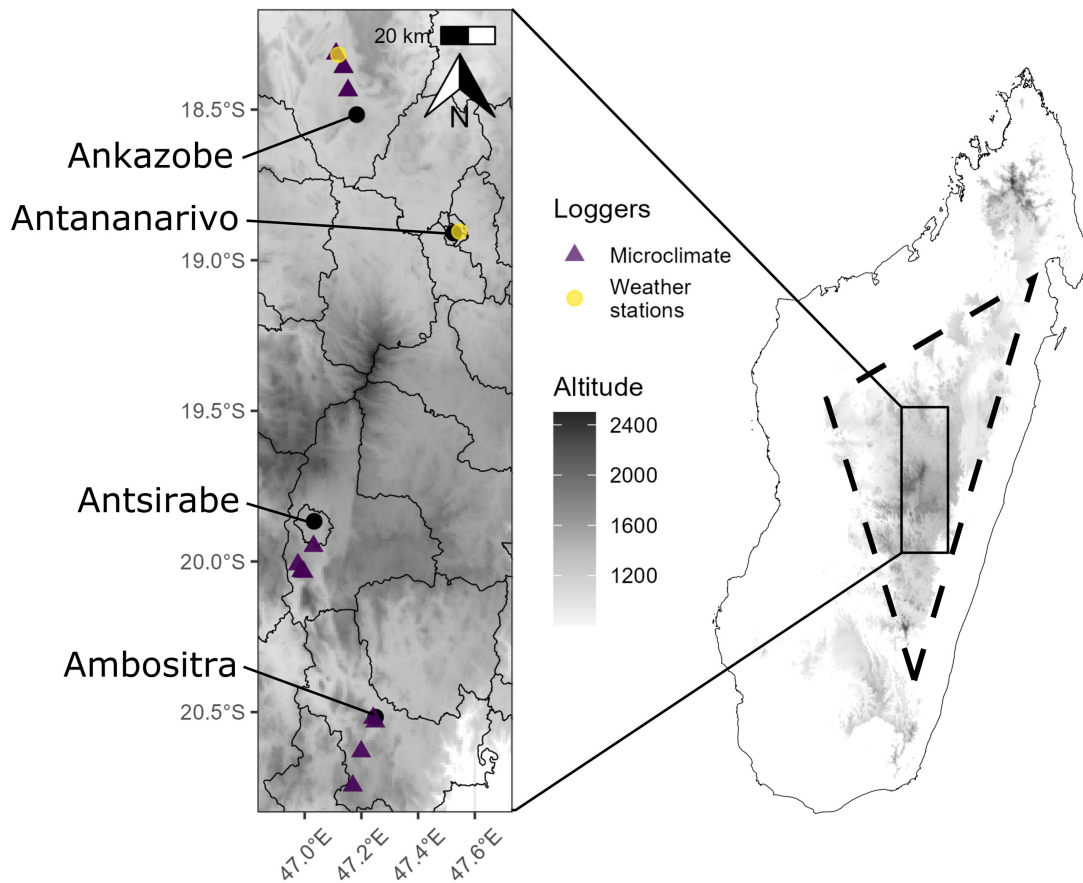 20 km
N
18.5°S
Ankazobe
Antananarivo
19.0°S
19.5°S
Antsirabe
20.0°S
Ambositra
20.5°S
47.0°E
47.2°E
47.4°E
47.6°E
Loggers
Microclimate
Weather
stations
Altitude
2400
2000
1600
1200